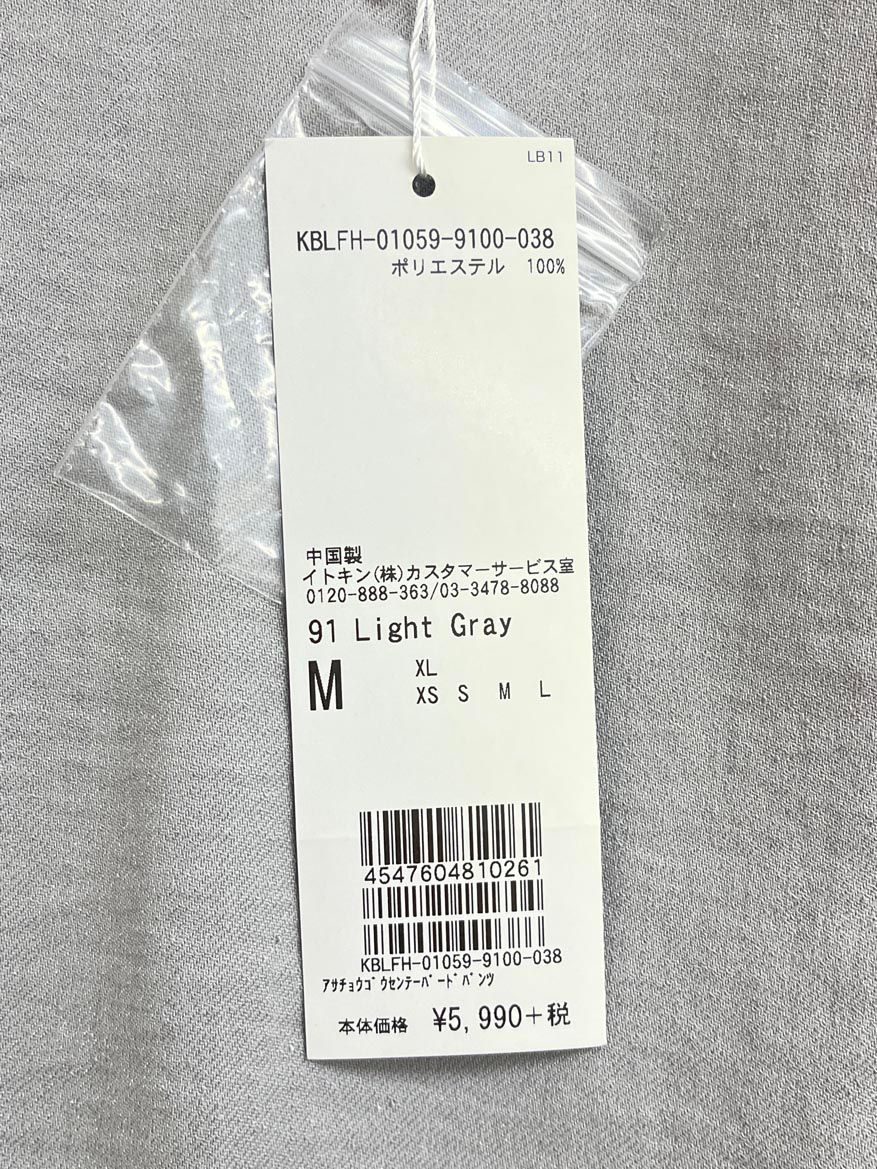 LB11
KBLFH-01059-9100-038
ポリエステル 100%
中国製
イトキン(株)カスタマーサービス室
0120-888-363/03-3478-8088
91 Light Gray
M
XL
XS S M L
4547604810261
KBLFH-01059-9100-038
ｱｻﾁｮｳｺﾞｳｾﾝﾃｰﾊﾟｰﾄﾞﾊﾟﾝﾂ
本体価格 ¥5,990+税